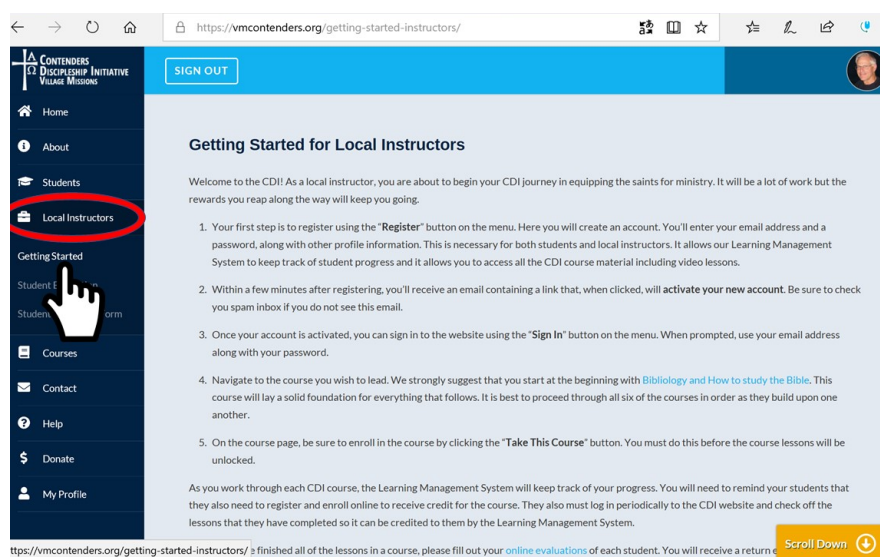 https://vmcontenders.org/getting-started-instructors/
CONTENDERS
DISCIPLESHIP INITIATIVE
VILLAGE MISSIONS
SIGN OUT
Home
About
Students
Local Instructors
Getting Started
Student
Student orm
Courses
Contact
Help
Donate
My Profile
Getting Started for Local Instructors
Welcome to the CDI! As a local instructor, you are about to begin your CDI journey in equipping the saints for ministry. It will be a lot of work but the
rewards you reap along the way will keep you going.
1. Your first step is to register using the "Register" button on the menu. Here you will create an account. You'll enter your email address and a
password, along with other profile information. This is necessary for both students and local instructors. It allows our Learning Management
System to keep track of student progress and it allows you to access all the CDI course material including video lessons.
2. Within a few minutes after registering, you'll receive an email containing a link that, when clicked, will activate your new account. Be sure to check
you spam inbox if you do not see this email.
3. Once your account is activated, you can sign in to the website using the "Sign In" button on the menu. When prompted, use your email address
along with your password.
4. Navigate to the course you wish to lead. We strongly suggest that you start at the beginning with Bibliology and How to study the Bible. This
course will lay a solid foundation for everything that follows. It is best to proceed through all six of the courses in order as they build upon one
another.
5. On the course page, be sure to enroll in the course by clicking the "Take This Course" button. You must do this before the course lessons will be
unlocked.
As you work through each CDI course, the Learning Management System will keep track of your progress. You will need to remind your students that
they also need to register and enroll online to receive credit for the course. They also must log in periodically to the CDI website and check off the
lessons that they have completed so it can be credited to them by the Learning Management System.
ttps://vmcontenders.org/getting-started-instructors/ e finished all of the lessons in a course, please fill out your online evaluations of each student. You will receive a return e
Scroll Down